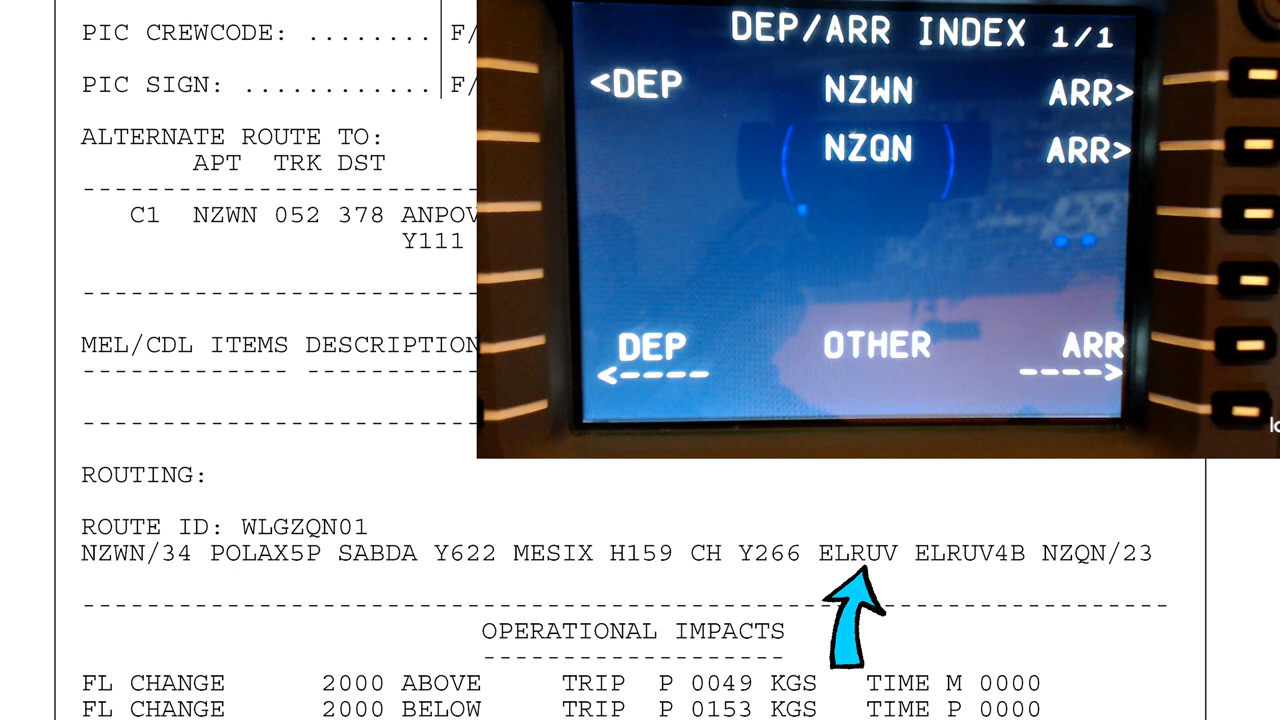 PIC CREWCODE: ........ F/
PIC SIGN: ............ F/
ALTERNATE ROUTE TO:
APT TRK DST
C1 NZWN 052 378 ANPOV
Y111
MEL/CDL ITEMS DESCRIPTION
DEP/ARR INDEX 1/1
<DEP NZWN ARR>
NZQN ARR>
DEP OTHER ARR
<---- ---->
ROUTING:
ROUTE ID: WLGZQN01
NZWN/34 POLAX5P SABDA Y622 MESIX H159 CH Y266 ELRUV ELRUV4B NZQN/23
OPERATIONAL IMPACTS
FL CHANGE 2000 ABOVE TRIP P 0049 KGS TIME M 0000
FL CHANGE 2000 BELOW TRIP P 0153 KGS TIME P 0000